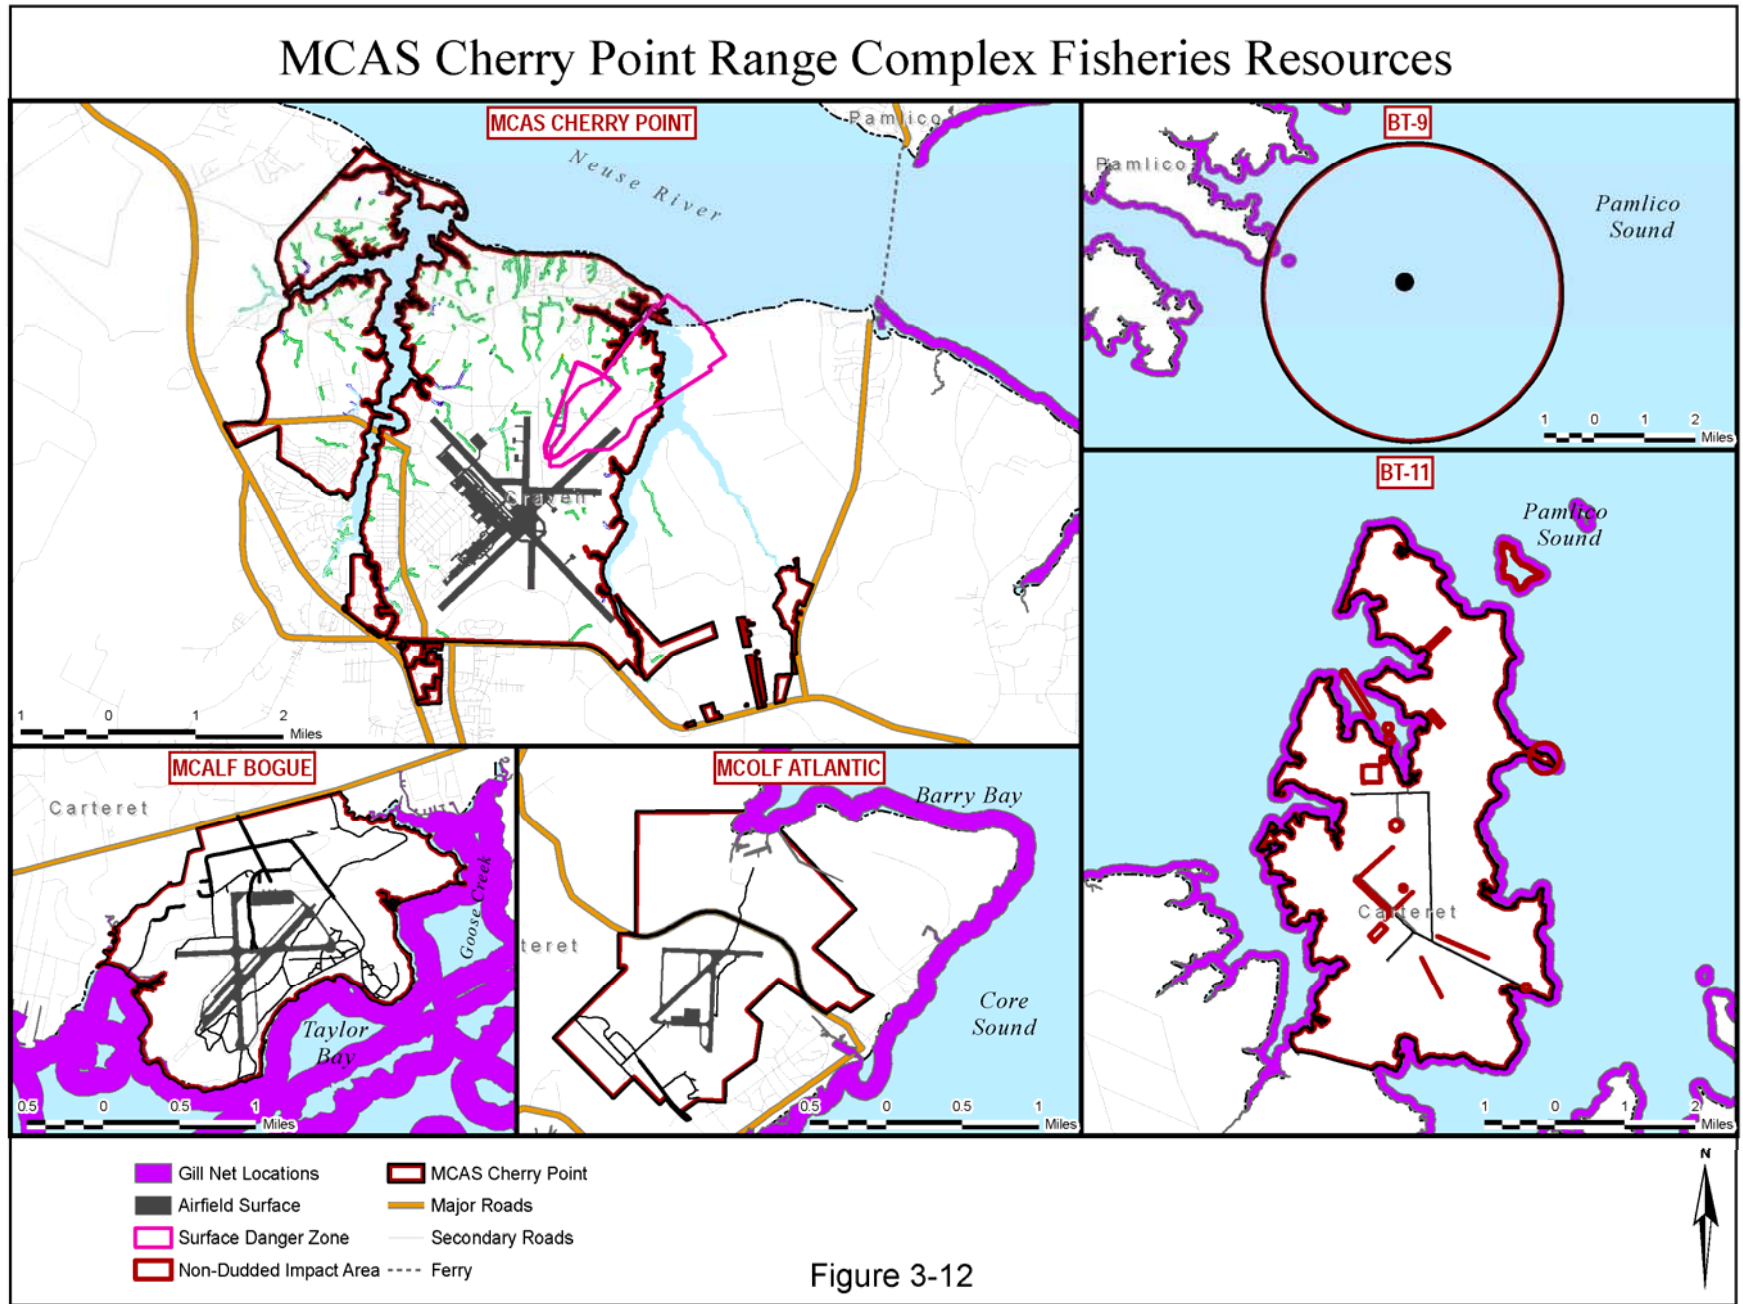 MCAS Cherry Point Range Complex Fisheries Resources
MCAS CHERRY POINT
Pamlico
Neuse River
Craven
1 0 1 2
Miles
BT-9
Pamlico
Pamlico
Sound
1 0 1 2
Miles
BT-11
Pamlico
Sound
Carteret
1 0 1 2
Miles
MCALF BOGUE
Carteret
Goose Creek
Taylor
Bay
0.5 0 0.5 1
Miles
MCOLF ATLANTIC
Barry Bay
teret
Core
Sound
0.5 0 0.5 1
Miles
Gill Net Locations
Airfield Surface
Surface Danger Zone
Non-Dudded Impact Area
MCAS Cherry Point
Major Roads
Secondary Roads
Ferry
Figure 3-12
N